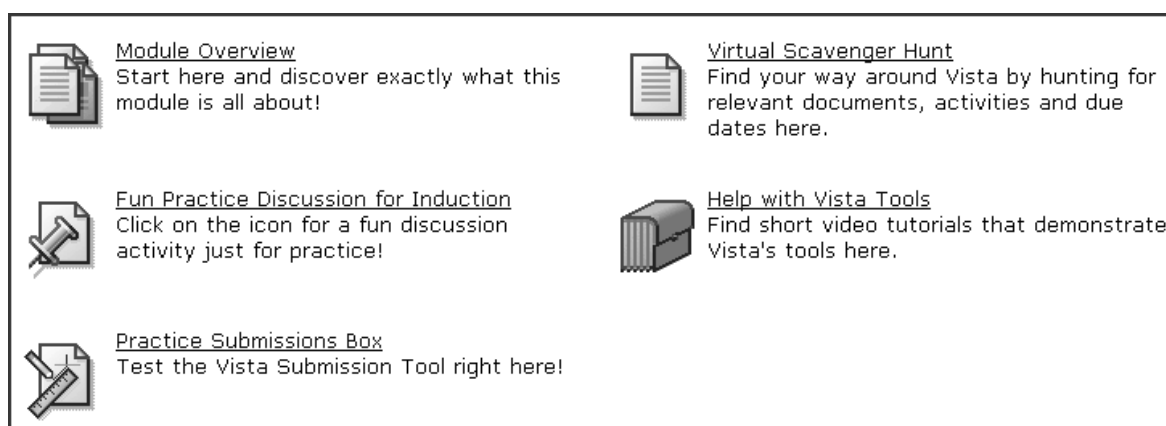 Module Overview
Start here and discover exactly what this
module is all about!
Virtual Scavenger Hunt
Find your way around Vista by hunting for
relevant documents, activities and due
dates here.
Fun Practice Discussion for Induction
Click on the icon for a fun discussion
activity just for practice!
Help with Vista Tools
Find short video tutorials that demonstrate
Vista's tools here.
Practice Submissions Box
Test the Vista Submission Tool right here!